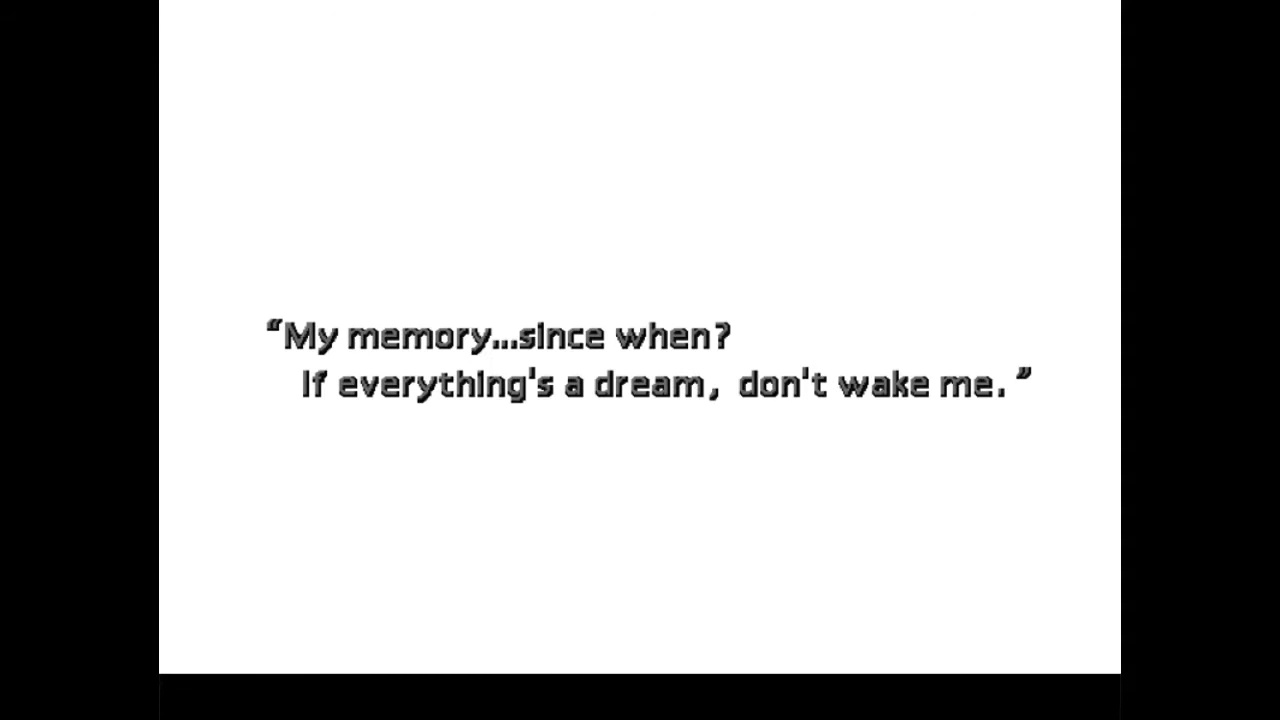 “My memory...since when?
If everything's a dream, don't wake me.”